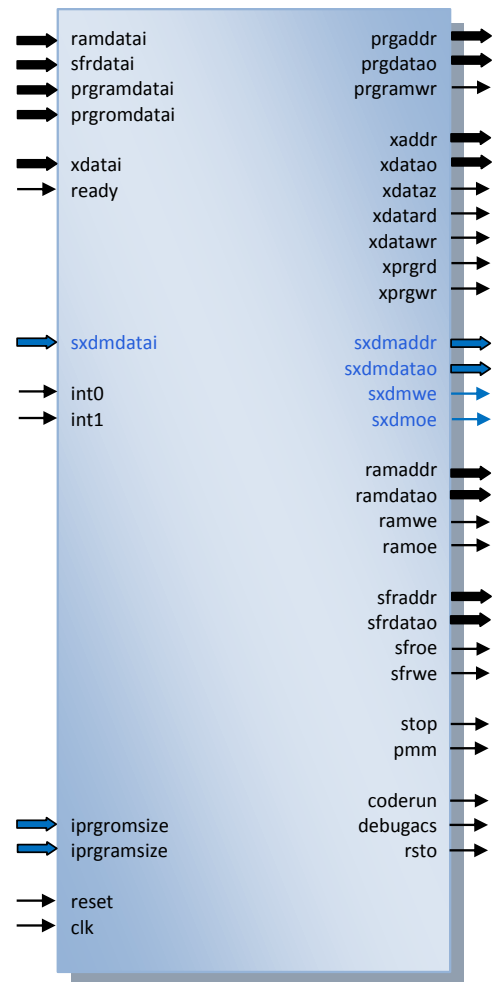 ramdatai
sfrdatai
prgramdatai
prgromdatai
xdatai
ready
sxdmdatai
int0
int1
iprgromsize
iprgramsize
reset
clk
prgaddr
prgdatao
prgramwr
xaddr
xdatao
xdataz
xdatard
xdatawr
xprgrd
xprgwr
sxdmaddr
sxdmdatao
sxdmwe
sxdmoe
ramaddr
ramdatao
ramwe
ramoe
sfraddr
sfrdatao
sfroe
sfrwe
stop
pmm
coderun
debugacs
rsto